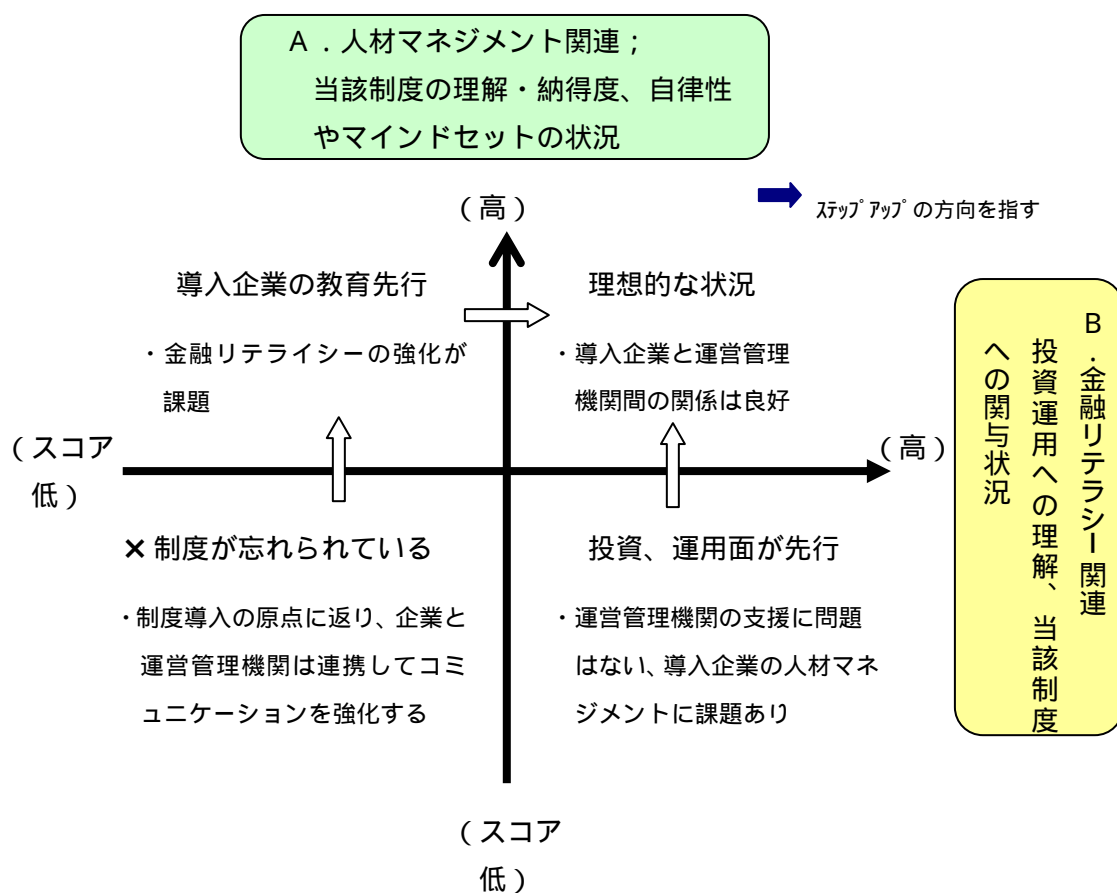 A．人材マネジメント関連；
当該制度の理解・納得度、自律性
やマインドセットの状況
（高）
ｽﾃｯﾌﾟｱｯﾌﾟの方向を指す
導入企業の教育先行
・金融リテライシーの強化が
課題
理想的な状況
・導入企業と運営管理
機関間の関係は良好
B．金融リテラシー関連
投資運用への理解、当該制度
への関与状況
（スコア
低）
（高）
×制度が忘れられている
・制度導入の原点に返り、企業と
運営管理機関は連携してコミ
ュニケーションを強化する
投資、運用面が先行
・運営管理機関の支援に問題
はない、導入企業の人材マネ
ジメントに課題あり
（スコア
低）